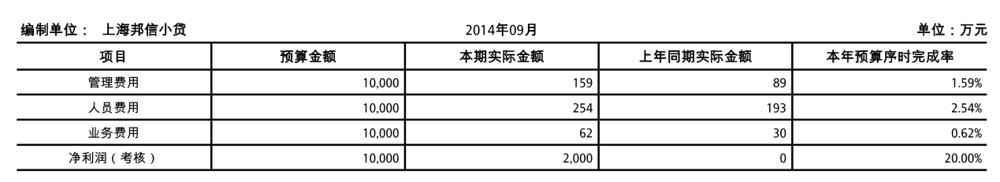 编制单位： 上海邦信小贷 2014年09月 单位：万元
项目 预算金额 本期实际金额 上年同期实际金额 本年预算序时完成率
管理费用 10,000 159 89 1.59%
人员费用 10,000 254 193 2.54%
业务费用 10,000 62 30 0.62%
净利润（考核） 10,000 2,000 0 20.00%